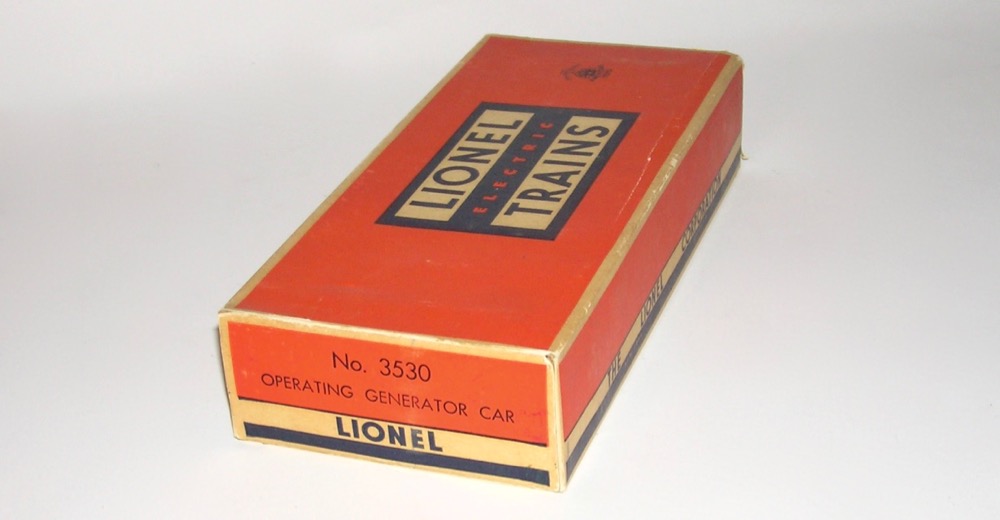 LIONEL
ELECTRIC
TRAINS
No. 3530
OPERATING GENERATOR CAR
LIONEL
THE LIONEL CORPORATION